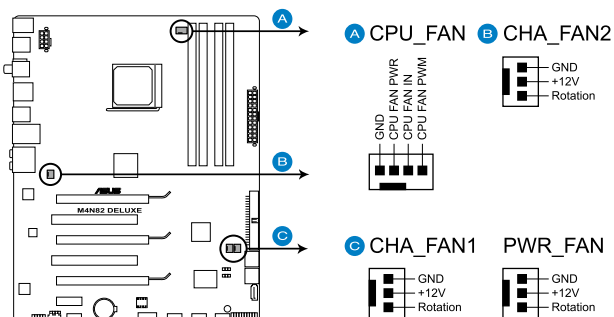 A
A CPU_FAN
B CHA_FAN2
GND
+12V
Rotation
GND
CPU FAN PWR
CPU FAN IN
CPU FAN PWM
B
ASUS
M4N82 DELUXE
C
C CHA_FAN1
PWR_FAN
GND
+12V
Rotation
GND
+12V
Rotation